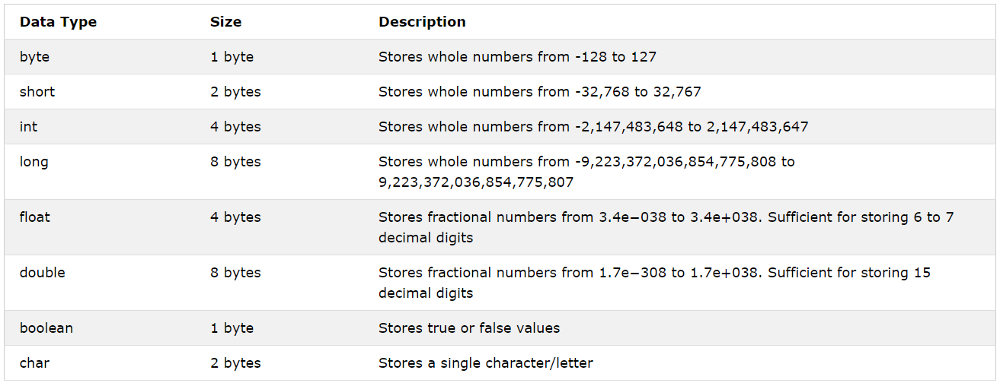 Data Type Size Description
byte 1 byte Stores whole numbers from -128 to 127
short 2 bytes Stores whole numbers from -32,768 to 32,767
int 4 bytes Stores whole numbers from -2,147,483,648 to 2,147,483,647
long 8 bytes Stores whole numbers from -9,223,372,036,854,775,808 to
9,223,372,036,854,775,807
float 4 bytes Stores fractional numbers from 3.4e−038 to 3.4e+038. Sufficient for storing 6 to 7
decimal digits
double 8 bytes Stores fractional numbers from 1.7e−308 to 1.7e+038. Sufficient for storing 15
decimal digits
boolean 1 byte Stores true or false values
char 2 bytes Stores a single character/letter